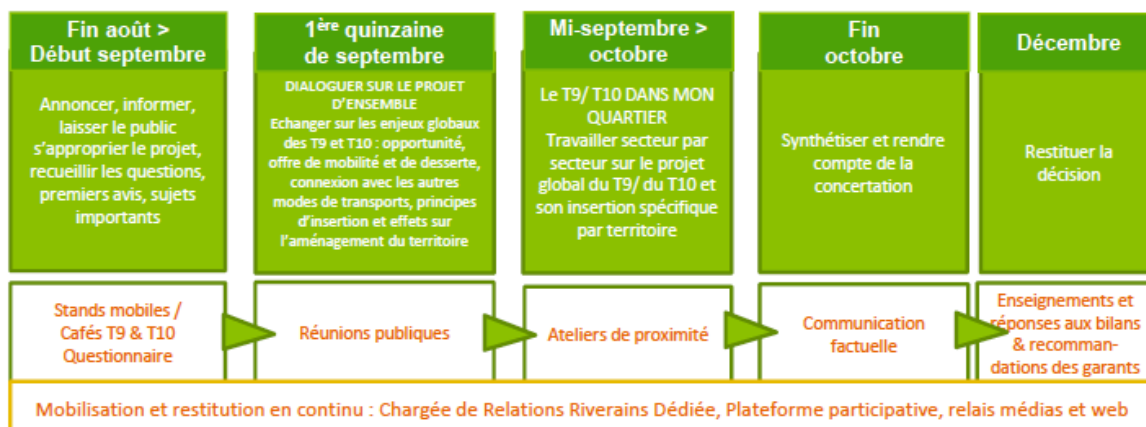 Fin août >
Début septembre
Annoncer, informer,
laisser le public
s'approprier le projet,
recueillir les questions,
premiers avis, sujets
importants
Stands mobiles /
Cafés T9 & T10
Questionnaire
1ère quinzaine
de septembre
DIALOGUER SUR LE PROJET
D'ENSEMBLE
Echanger sur les enjeux globaux
des T9 et T10 : opportunité,
offre de mobilité et de desserte,
connexion avec les autres
modes de transports, principes
d'insertion et effets sur
l'aménagement du territoire
Réunions publiques
Mi-septembre >
octobre
Le T9/ T10 DANS MON
QUARTIER
Travailler secteur par
secteur sur le projet
global du T9/ du T10 et
son insertion spécifique
par territoire
Ateliers de proximité
Fin
octobre
Synthétiser et rendre
compte de la
concertation
Communication
factuelle
Décembre
Restituer la
décision
Enseignements et
réponses aux bilans
& recomman-
dations des garants
Mobilisation et restitution en continu : Chargée de Relations Riverains Dédiée, Plateforme participative, relais médias et web